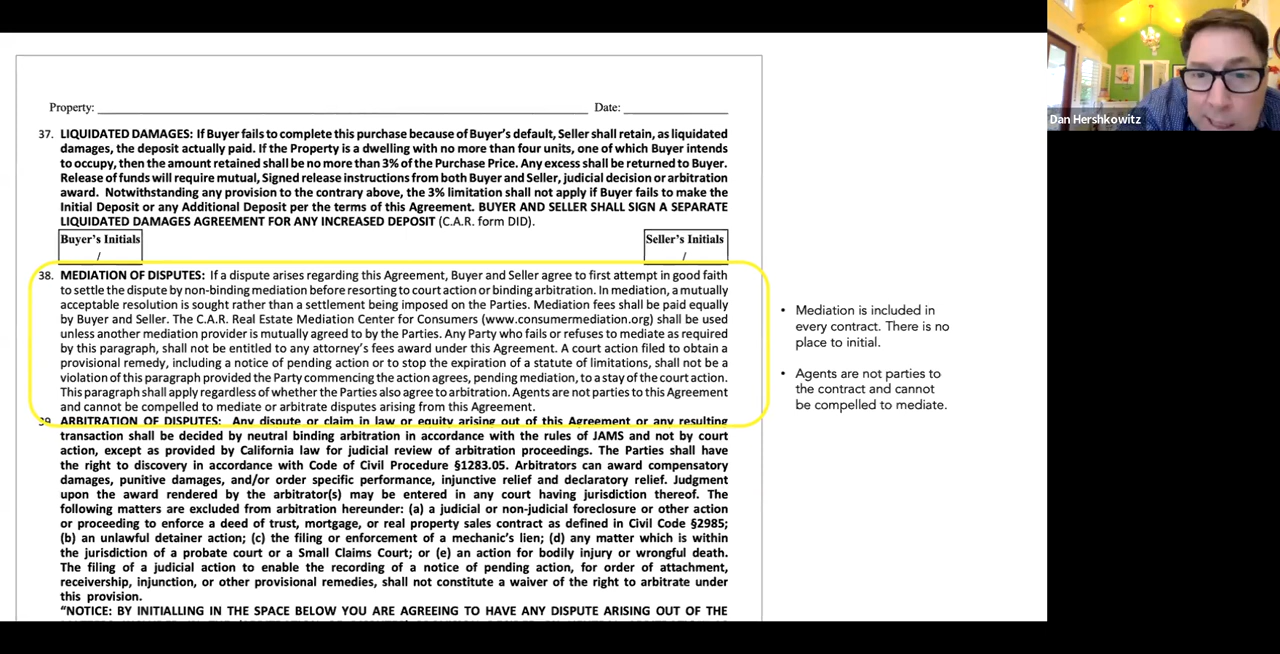 Property: Date:
37. LIQUIDATED DAMAGES: If Buyer fails to complete this purchase because of Buyer's default, Seller shall retain, as liquidated
damages, the deposit actually paid. If the Property is a dwelling with no more than four units, one of which Buyer intends
to occupy, then the amount retained shall be no more than 3% of the Purchase Price. Any excess shall be returned to Buyer.
Release of funds will require mutual, Signed release instructions from both Buyer and Seller, judicial decision or arbitration
award. Notwithstanding any provision to the contrary above, the 3% limitation shall not apply if Buyer fails to make the
Initial Deposit or any Additional Deposit per the terms of this Agreement. BUYER AND SELLER SHALL SIGN A SEPARATE
LIQUIDATED DAMAGES AGREEMENT FOR ANY INCREASED DEPOSIT (C.A.R. form DID).
Buyer's Initials Seller's Initials
/ /
38. MEDIATION OF DISPUTES: If a dispute arises regarding this Agreement, Buyer and Seller agree to first attempt in good faith
to settle the dispute by non-binding mediation before resorting to court action or binding arbitration. In mediation, a mutually
acceptable resolution is sought rather than a settlement being imposed on the Parties. Mediation fees shall be paid equally
by Buyer and Seller. The C.A.R. Real Estate Mediation Center for Consumers (www.consumermediation.org) shall be used
unless another mediation provider is mutually agreed to by the Parties. Any Party who fails or refuses to mediate as required
by this paragraph, shall not be entitled to any attorney's fees award under this Agreement. A court action filed to obtain a
provisional remedy, including a notice of pending action or to stop the expiration of a statute of limitations, shall not be a
violation of this paragraph provided the Party commencing the action agrees, pending mediation, to a stay of the court action.
This paragraph shall apply regardless of whether the Parties also agree to arbitration. Agents are not parties to this Agreement
and cannot be compelled to mediate or arbitrate disputes arising from this Agreement.
39. ARBITRATION OF DISPUTES: Any dispute or claim in law or equity arising out of this Agreement or any resulting
transaction shall be decided by neutral binding arbitration in accordance with the rules of JAMS and not by court
action, except as provided by California law for judicial review of arbitration proceedings. The Parties shall have
the right to discovery in accordance with Code of Civil Procedure §1283.05. Arbitrators can award compensatory
damages, punitive damages, and/or order specific performance, injunctive relief and declaratory relief. Judgment
upon the award rendered by the arbitrator(s) may be entered in any court having jurisdiction thereof. The
following matters are excluded from arbitration hereunder: (a) a judicial or non-judicial foreclosure or other action
or proceeding to enforce a deed of trust, mortgage, or real property sales contract as defined in Civil Code §2985;
(b) an unlawful detainer action; (c) the filing or enforcement of a mechanic's lien; (d) any matter which is within
the jurisdiction of a probate court or a Small Claims Court; or (e) an action for bodily injury or wrongful death.
The filing of a judicial action to enable the recording of a notice of pending action, for order of attachment,
receivership, injunction, or other provisional remedies, shall not constitute a waiver of the right to arbitrate under
this provision.
"NOTICE: BY INITIALLING IN THE SPACE BELOW YOU ARE AGREEING TO HAVE ANY DISPUTE ARISING OUT OF THE
• Mediation is included in
every contract. There is no
place to initial.
• Agents are not parties to
the contract and cannot
be compelled to mediate.
Dan Hershkowitz